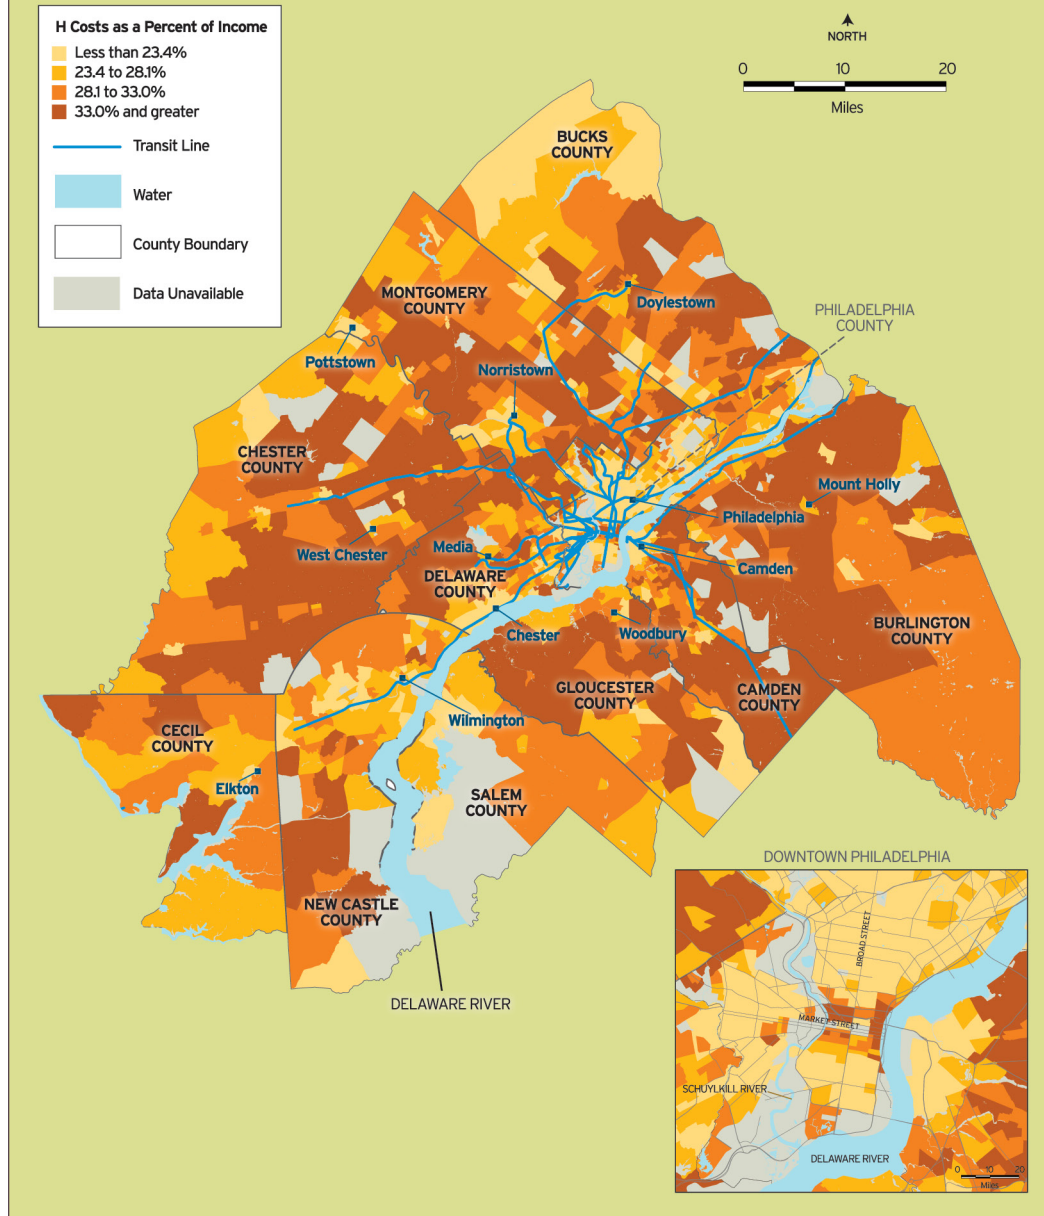 H Costs as a Percent of Income
Less than 23.4%
23.4 to 28.1%
28.1 to 33.0%
33.0% and greater
Transit Line
Water
County Boundary
Data Unavailable
NORTH
0 10 20
Miles
BUCKS
COUNTY
MONTGOMERY
COUNTY
Doylestown
PHILADELPHIA
COUNTY
Pottstown
Norristown
CHESTER
COUNTY
Mount Holly
Philadelphia
West Chester
Media
Camden
DELAWARE
COUNTY
Chester
Woodbury
BURLINGTON
COUNTY
GLOUCESTER
COUNTY
CAMDEN
COUNTY
Wilmington
CECIL
COUNTY
Elkton
SALEM
COUNTY
NEW CASTLE
COUNTY
DELAWARE RIVER
DOWNTOWN PHILADELPHIA
BROAD STREET
MARKET STREET
SCHUYLKILL RIVER
DELAWARE RIVER
0 10 20
Miles